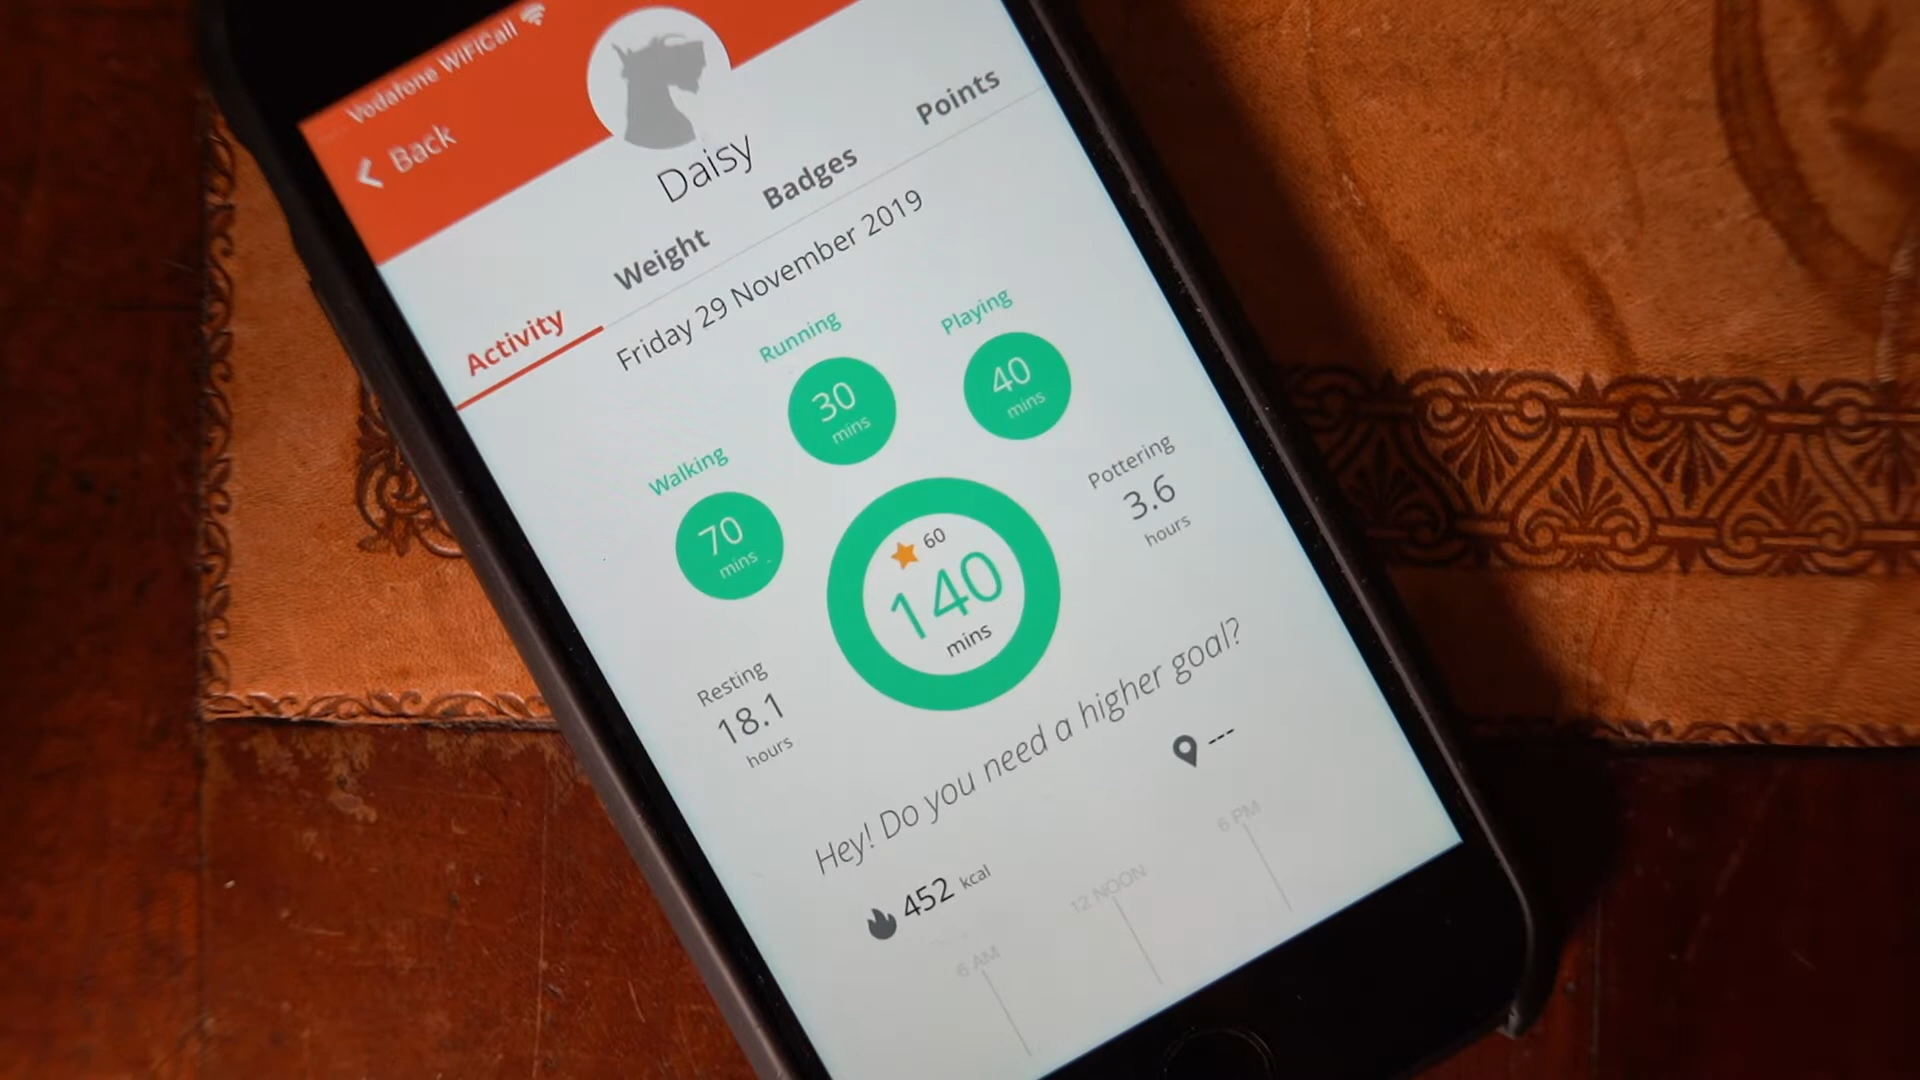 Vodafone WiFiCall
Back
Daisy
Activity Weight Badges Points
Friday 29 November 2019
Walking
70
mins
Running
30
mins
Playing
40
mins
60
140
mins
Resting
18.1
hours
Pottering
3.6
hours
Hey! Do you need a higher goal?
452 kcal
---
6 AM
12 NOON
6 PM